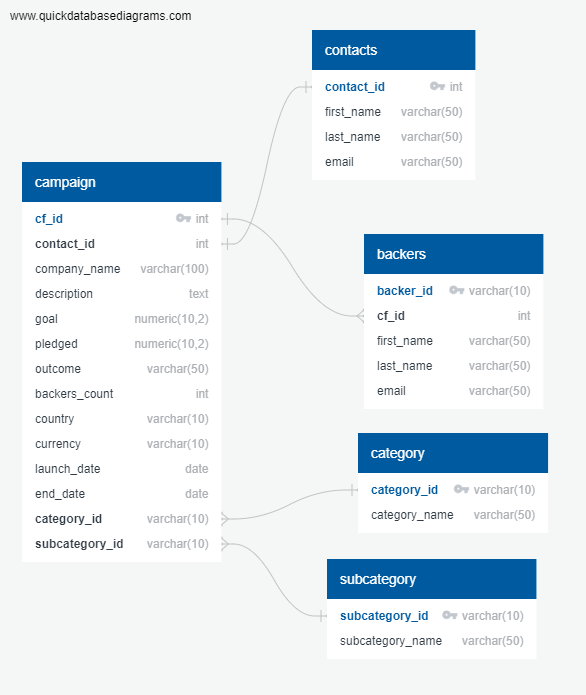 www.quickdatabasediagrams.com
contacts
contact_id int
first_name varchar(50)
last_name varchar(50)
email varchar(50)
campaign
cf_id int
contact_id int
company_name varchar(100)
description text
goal numeric(10,2)
pledged numeric(10,2)
outcome varchar(50)
backers_count int
country varchar(10)
currency varchar(10)
launch_date date
end_date date
category_id varchar(10)
subcategory_id varchar(10)
backers
backer_id varchar(10)
cf_id int
first_name varchar(50)
last_name varchar(50)
email varchar(50)
category
category_id varchar(10)
category_name varchar(50)
subcategory
subcategory_id varchar(10)
subcategory_name varchar(50)